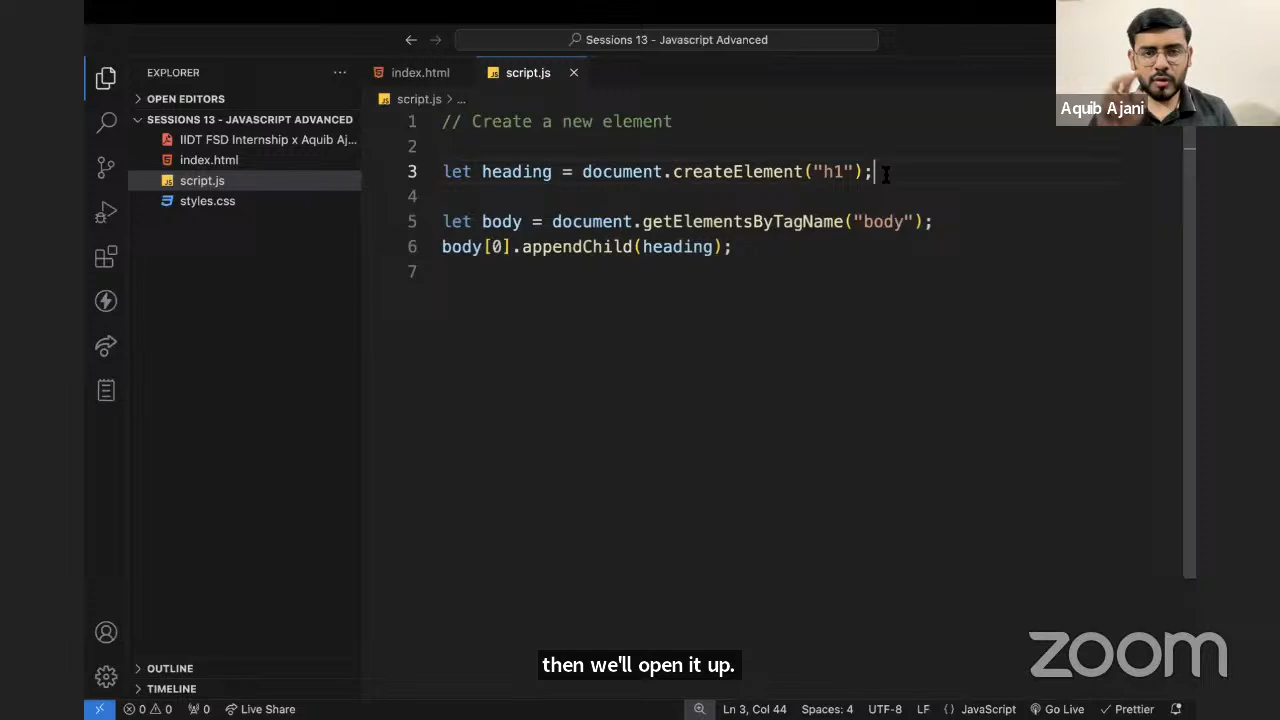 Sessions 13 - Javascript Advanced
Aquib Ajani
EXPLORER
index.html
script.js
OPEN EDITORS
script.js > ...
SESSIONS 13 - JAVASCRIPT ADVANCED
IIDT FSD Internship x Aquib Aj...
index.html
script.js
styles.css
1 // Create a new element
2
3 let heading = document.createElement("h1");
4
5 let body = document.getElementsByTagName("body");
6 body[0].appendChild(heading);
7
OUTLINE
TIMELINE
then we'll open it up.
zoom
0 0 0 Live Share
Ln 3, Col 44 Spaces: 4 UTF-8 LF {} JavaScript Go Live Prettier